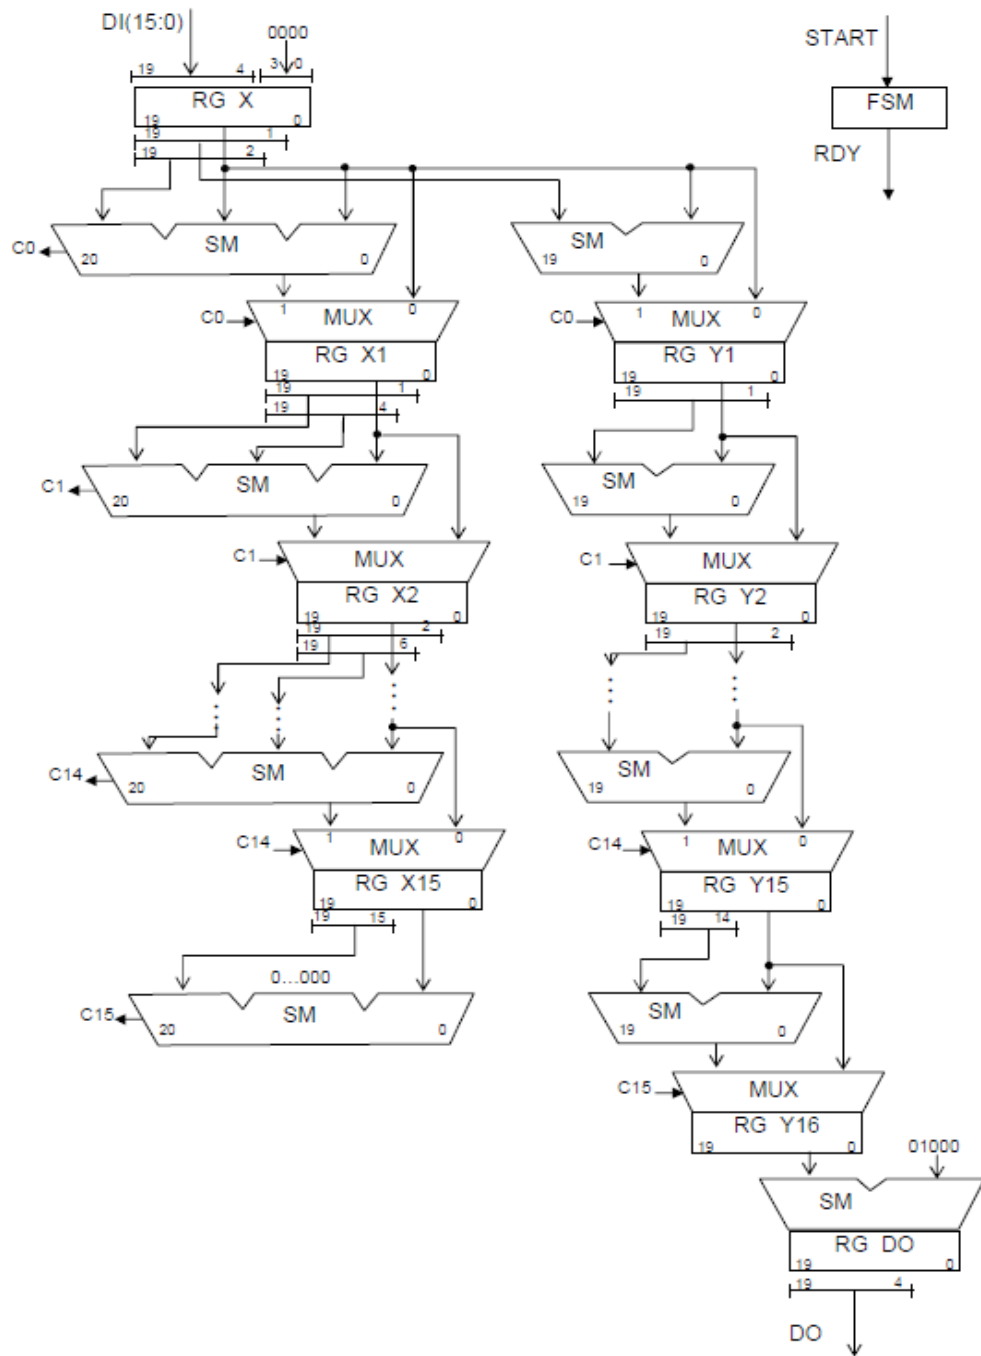 DI(15:0)
0000
START
19 4 3 0
RG X
FSM
19 0
19 1
RDY
19 2
SM
SM
C0
20 0
19 0
1 MUX 0
1 MUX 0
C0
C0
RG X1
RG Y1
19 0
19 0
19 1
19 1
19 4
SM
SM
C1
20 0
19 0
MUX
MUX
C1
C1
RG X2
RG Y2
19 0
19 0
19 2
19 2
19 6
SM
SM
C14
20 0
19 0
1 MUX 0
1 MUX 0
C14
C14
RG X15
RG Y15
19 0
19 0
19 15
19 14
0...000
SM
SM
C15
20 0
19 0
MUX
C15
RG Y16
19 0
01000
SM
RG DO
19 0
19 4
DO